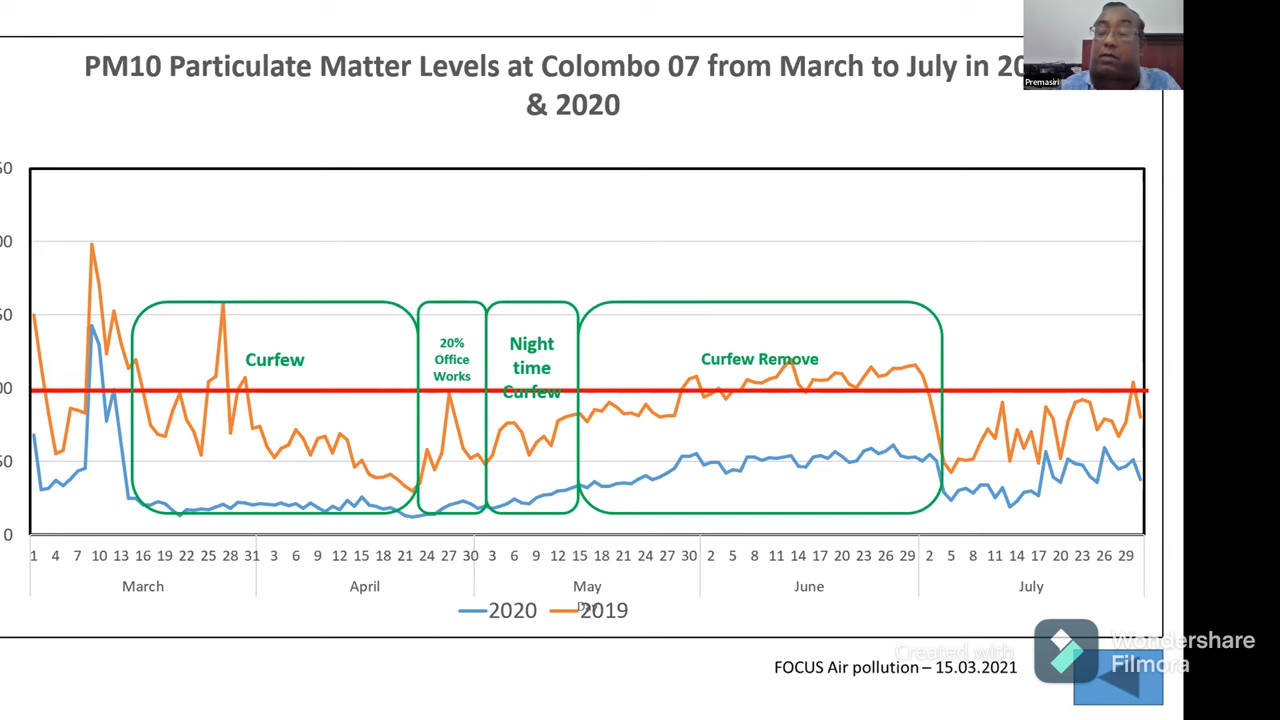 PM10 Particulate Matter Levels at Colombo 07 from March to July in 20
& 2020
Premasiri
50
00
50
00
50
0
Curfew
20%
Office
Works
Night
time
Curfew
Curfew Remove
1 4 7 10 13 16 19 22 25 28 31 3 6 9 12 15 18 21 24 27 30 3 6 9 12 15 18 21 24 27 30 2 5 8 11 14 17 20 23 26 29 2 5 8 11 14 17 20 23 26 29
March April May June July
Day
2020 2019
FOCUS Air pollution – 15.03.2021
Created with
Wondershare
Filmora